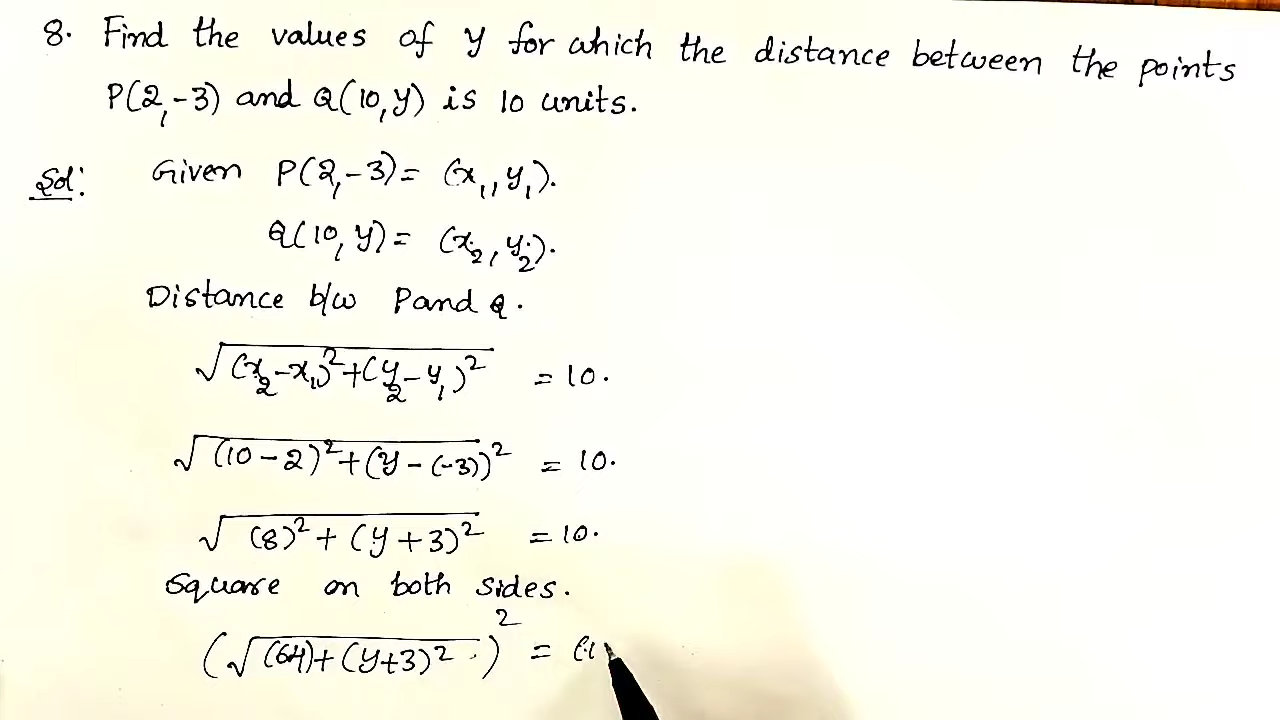 8. Find the values of y for which the distance between the points
P(2,-3) and Q(10,y) is 10 units.
Sol: Given P(2,-3) = (x₁, y₁).
Q(10, y) = (x₂, y₂).
Distance b/w P and Q.
√((x₂-x₁)²+(y₂-y₁)²) = 10.
√((10-2)²+(y-(-3))²) = 10.
√((8)²+(y+3)²) = 10.
Square on both sides.
(√((64)+(y+3)²))² = (1